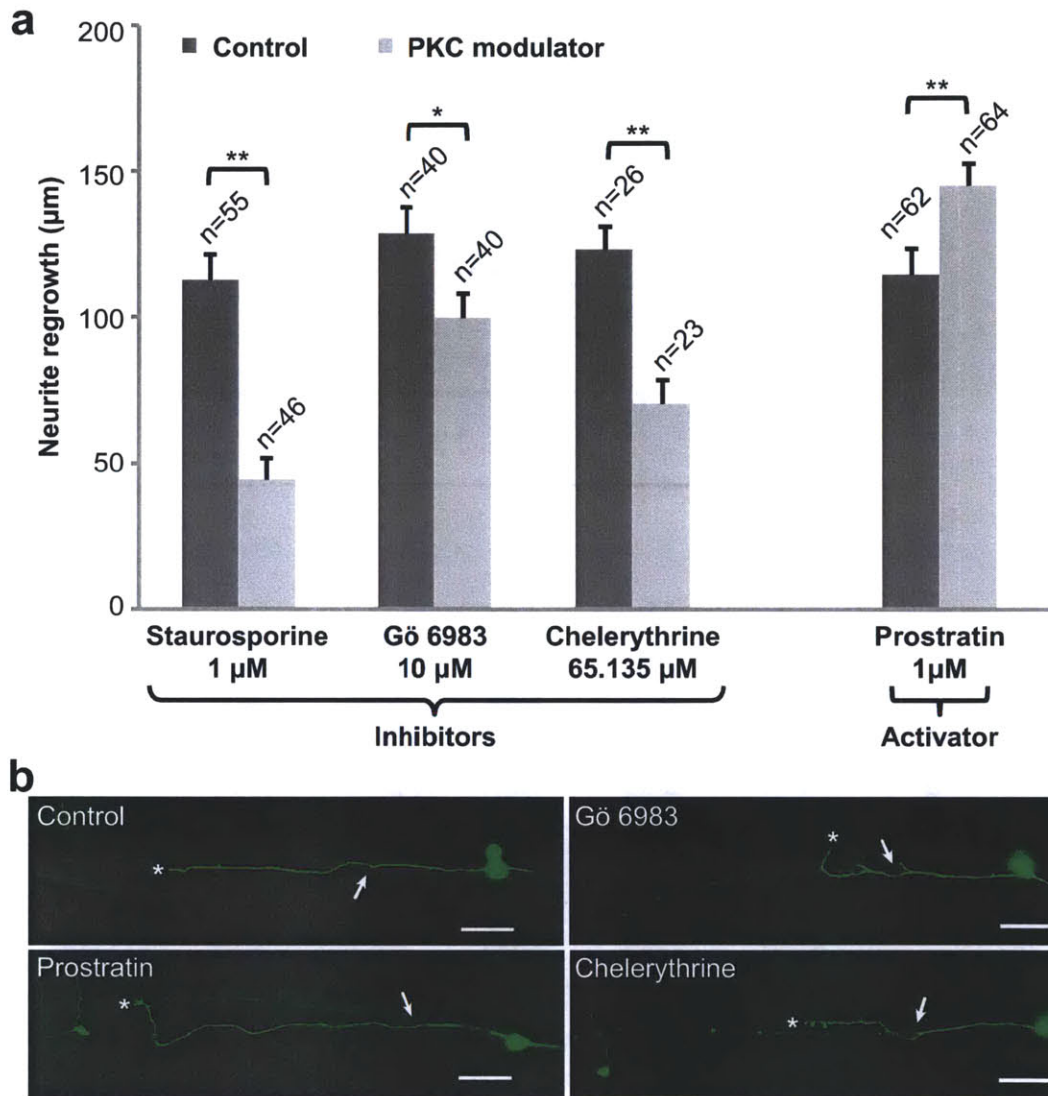 a
200
150
100
50
0
Neurite regrowth (µm)
Control
PKC modulator
**
*
**
**
n=55
n=46
n=40
n=40
n=26
n=23
n=62
n=64
Staurosporine
1 µM
Gö 6983
10 µM
Chelerythrine
65.135 µM
Prostratin
1µM
Inhibitors
Activator
b
Control
*
Gö 6983
*
Prostratin
*
Chelerythrine
*